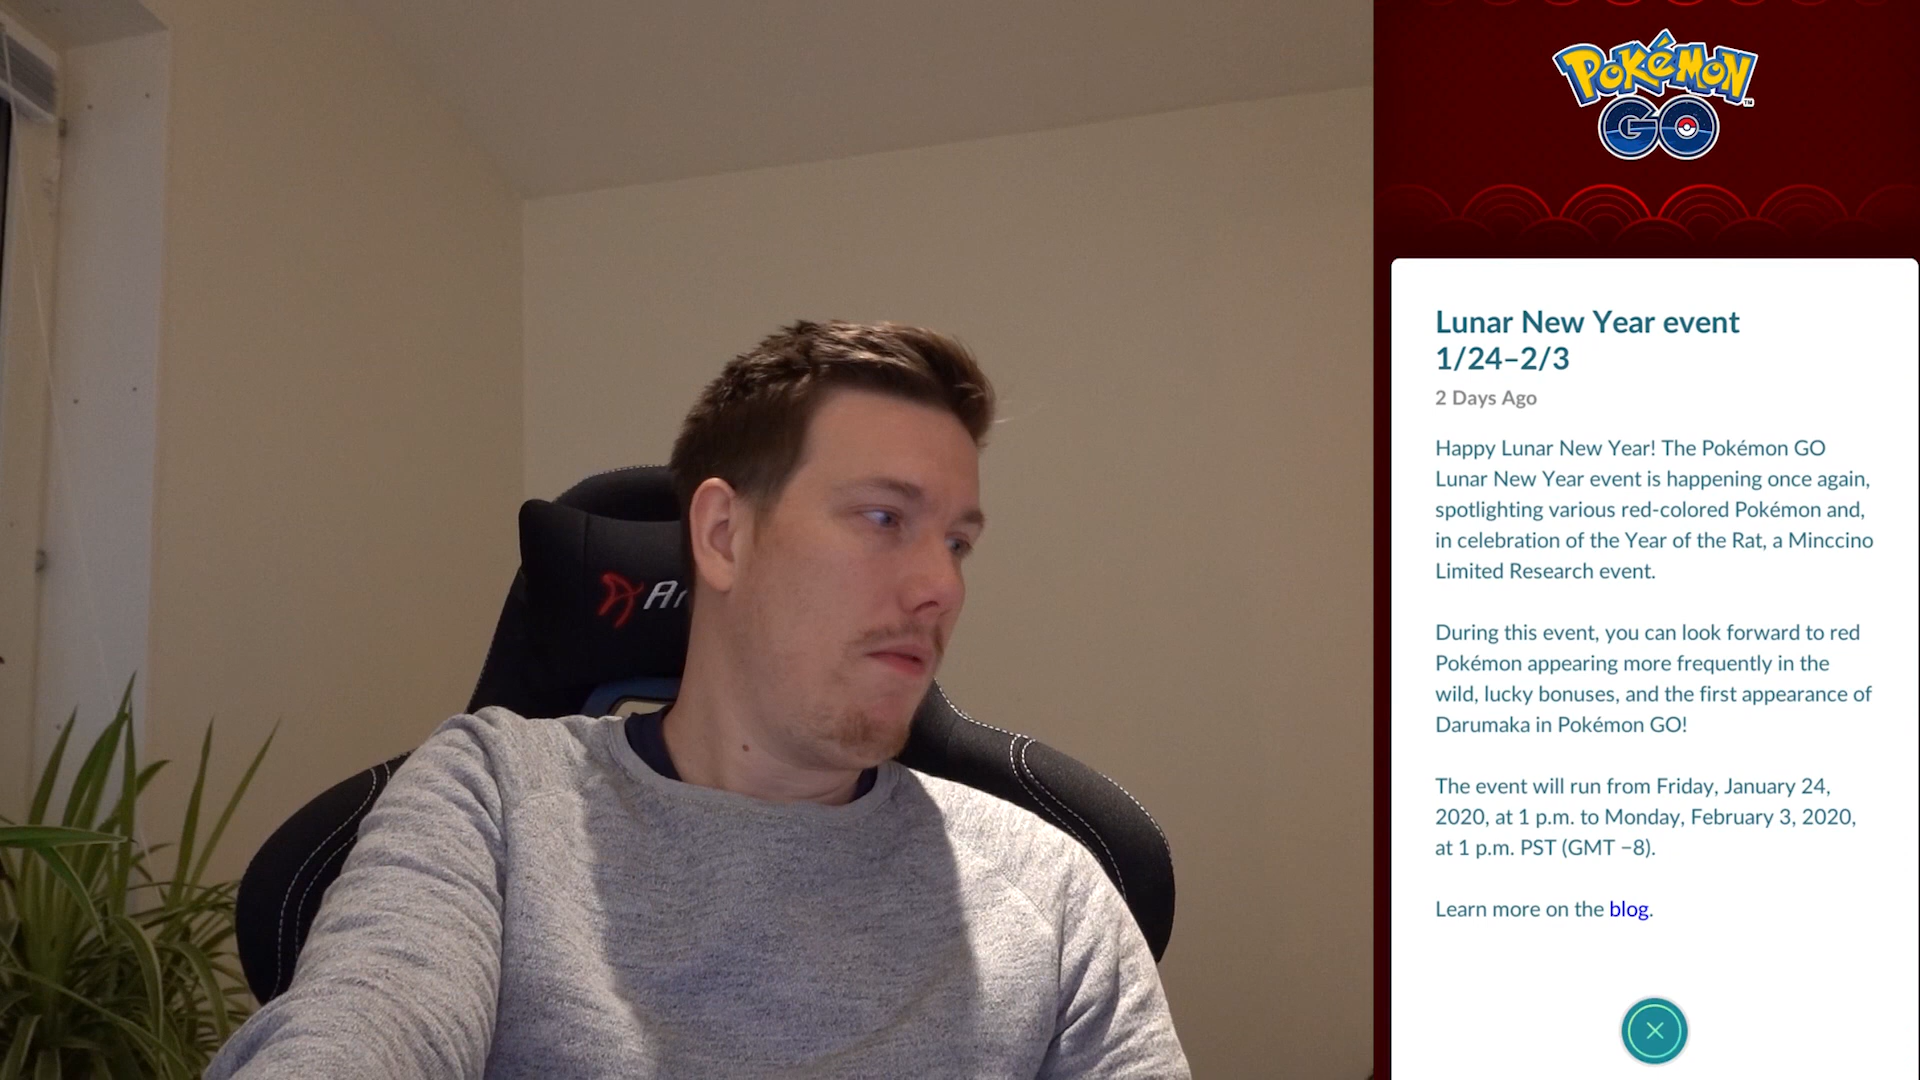 POKÉMON
GO
Lunar New Year event
1/24–2/3
2 Days Ago
Happy Lunar New Year! The Pokémon GO
Lunar New Year event is happening once again,
spotlighting various red-colored Pokémon and,
in celebration of the Year of the Rat, a Minccino
Limited Research event.
During this event, you can look forward to red
Pokémon appearing more frequently in the
wild, lucky bonuses, and the first appearance of
Darumaka in Pokémon GO!
The event will run from Friday, January 24,
2020, at 1 p.m. to Monday, February 3, 2020,
at 1 p.m. PST (GMT −8).
Learn more on the blog.